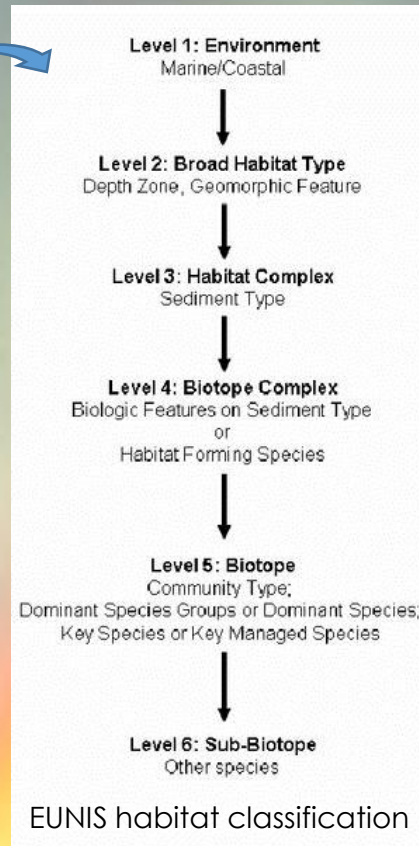 Level 1: Environment
Marine/Coastal
Level 2: Broad Habitat Type
Depth Zone, Geomorphic Feature
Level 3: Habitat Complex
Sediment Type
Level 4: Biotope Complex
Biologic Features on Sediment Type
or
Habitat Forming Species
Level 5: Biotope
Community Type;
Dominant Species Groups or Dominant Species;
Key Species or Key Managed Species
Level 6: Sub-Biotope
Other species
EUNIS habitat classification